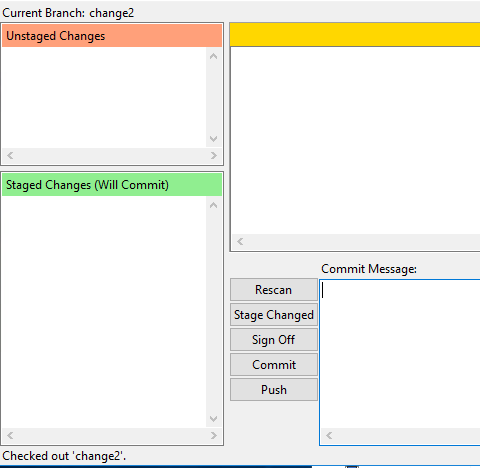 Current Branch: change2
Unstaged Changes
Staged Changes (Will Commit)
Commit Message:
Rescan
Stage Changed
Sign Off
Commit
Push
Checked out 'change2'.